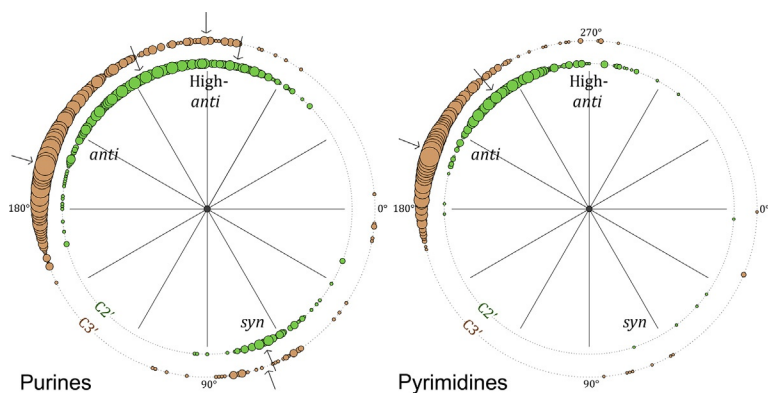 270°
High-
anti
High-
anti
anti
anti
180°
0°
180°
0°
C2′
C3′
syn
C2′
C3′
syn
90°
90°
Purines
Pyrimidines